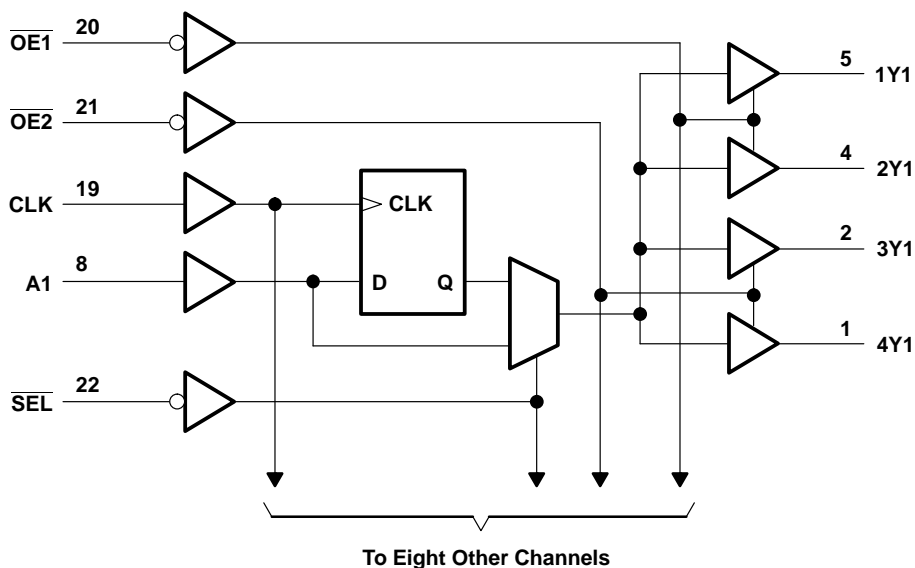 OE1 20
OE2 21
CLK 19
A1 8
SEL 22
CLK
D Q
5 1Y1
4 2Y1
2 3Y1
1 4Y1
To Eight Other Channels